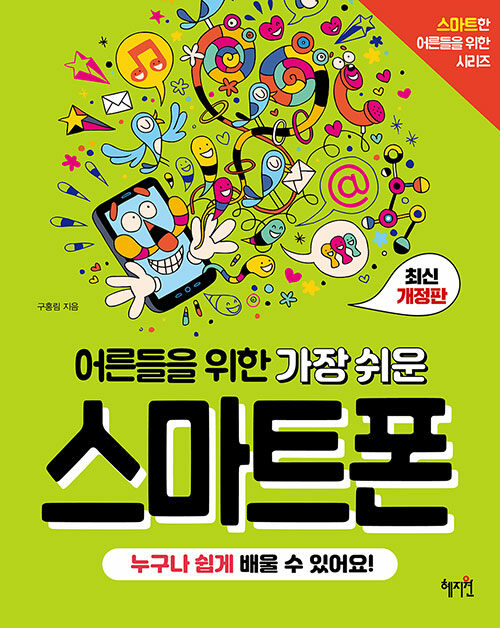 스마트한
어른들을 위한
시리즈
@
최신
개정판
구홍림 지음
어른들을 위한 가장 쉬운
스마트폰
누구나 쉽게 배울 수 있어요!
혜지원